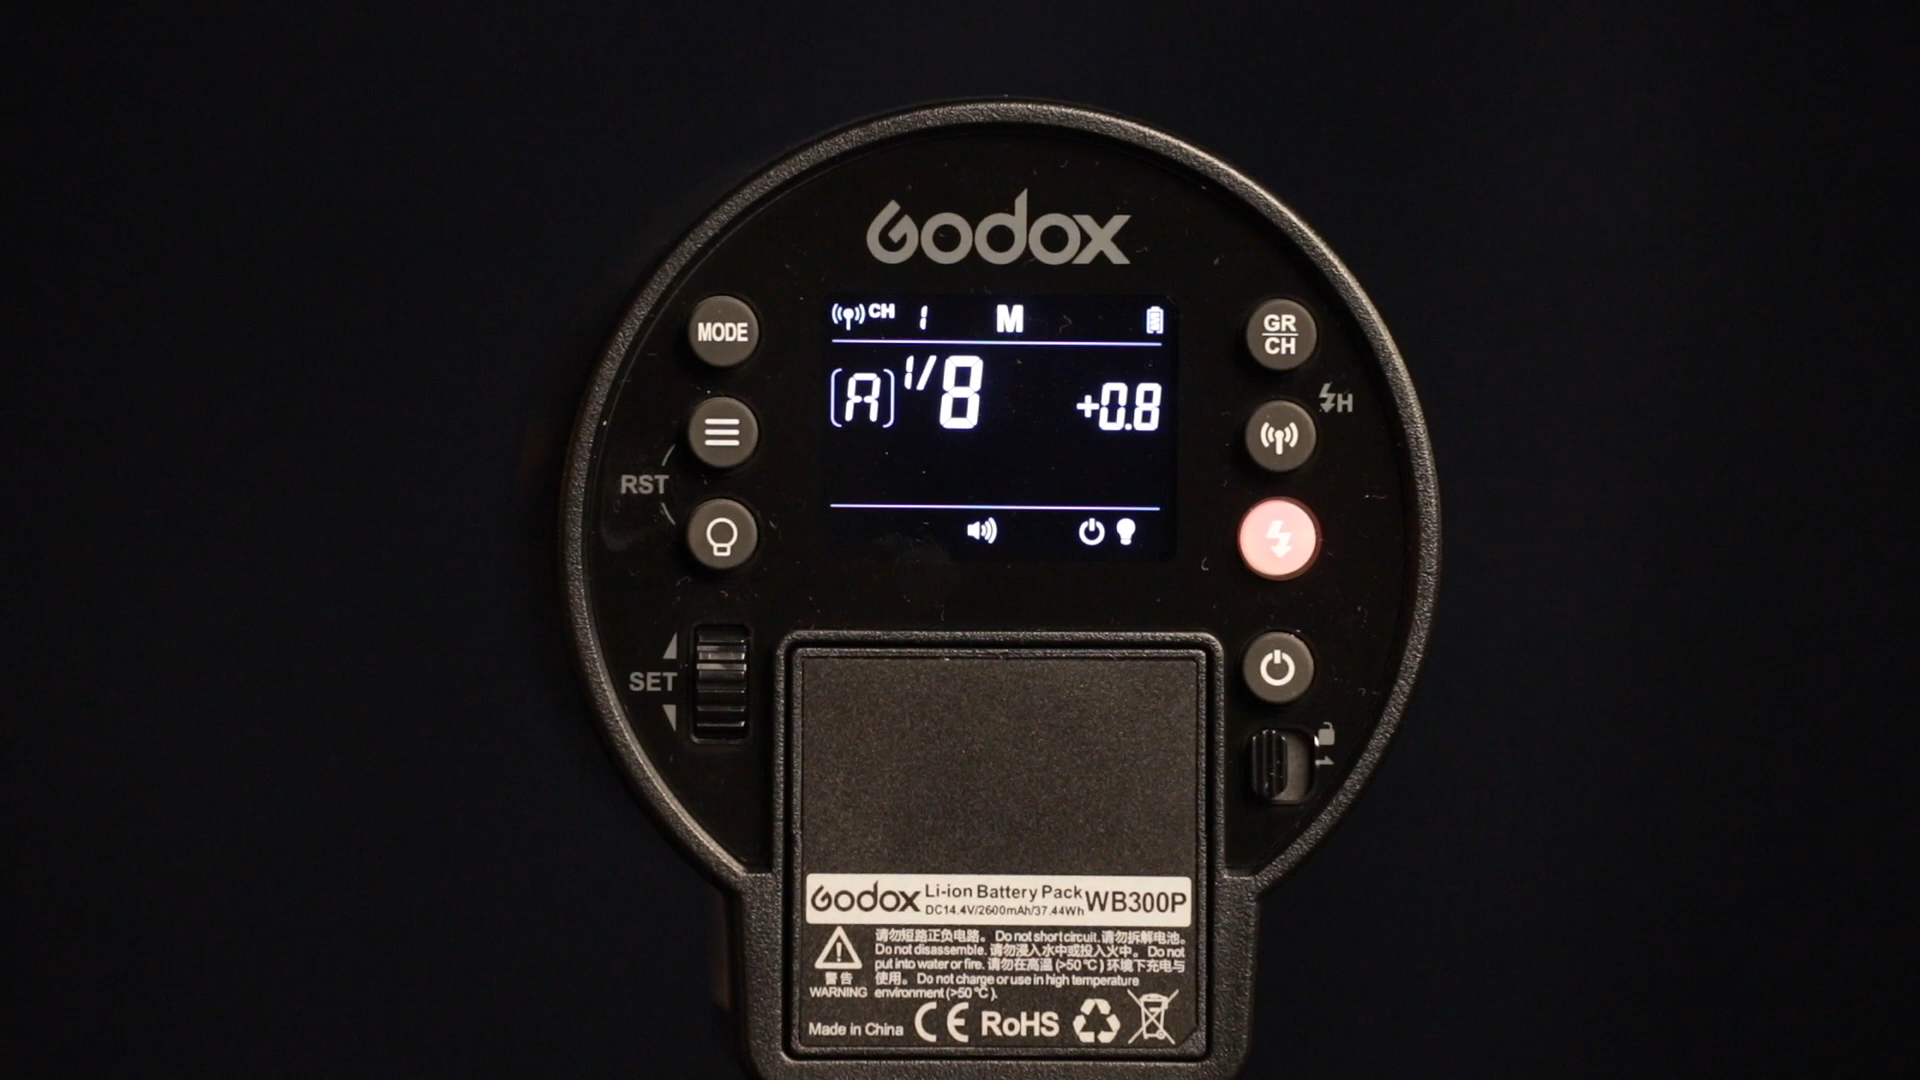 Godox
CH 1 M
[A] 1/8 +0.8
MODE
GR
CH
H
RST
SET
Godox Li-ion Battery Pack WB300P
DC14.4V/2600mAh/37.44Wh
请勿短路正负电路。 Do not short circuit. 请勿拆解电池。
Do not disassemble. 请勿浸入水中或投入火中。 Do not
put into water or fire. 请勿在高温 (>50℃) 环境下充电与
使用。 Do not charge or use in high temperature
environment (>50℃).
警告
WARNING
Made in China CE RoHS